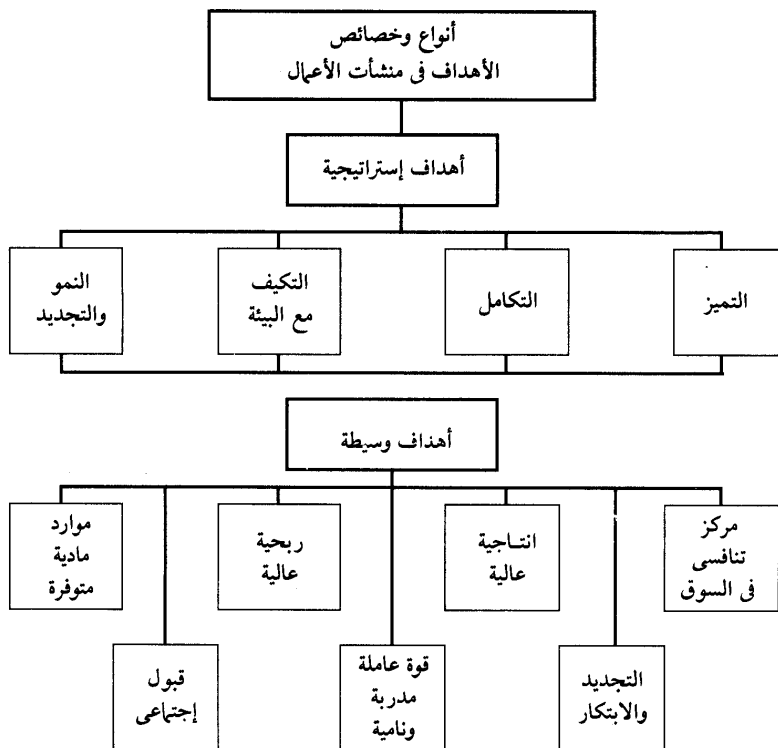 أنواع وخصائص
الأهداف فى منشأت الأعمال
أهداف إستراتيجية
التميز
التكامل
التكيف
مع البيئة
النمو
والتجديد
أهذاف وسيطة
مركز
تنافسى
فى السوق
انتاجية
عالية
ربحية
عالية
موارد
مادية
متوفرة
التجديد
والابتكار
قوة عاملة
مدربة
ونامية
قبول
إجتماعى